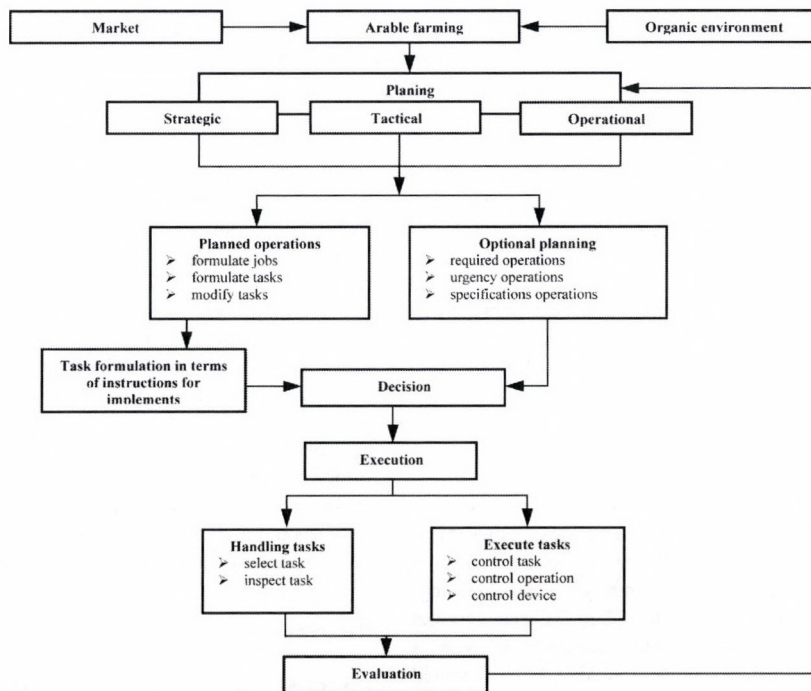 Market
Arable farming
Organic environment
Planing
Strategic
Tactical
Operational
Planned operations
➢ formulate jobs
➢ formulate tasks
➢ modify tasks
Optional planning
➢ required operations
➢ urgency operations
➢ specifications operations
Task formulation in terms
of instructions for
implements
Decision
Execution
Handling tasks
➢ select task
➢ inspect task
Execute tasks
➢ control task
➢ control operation
➢ control device
Evaluation